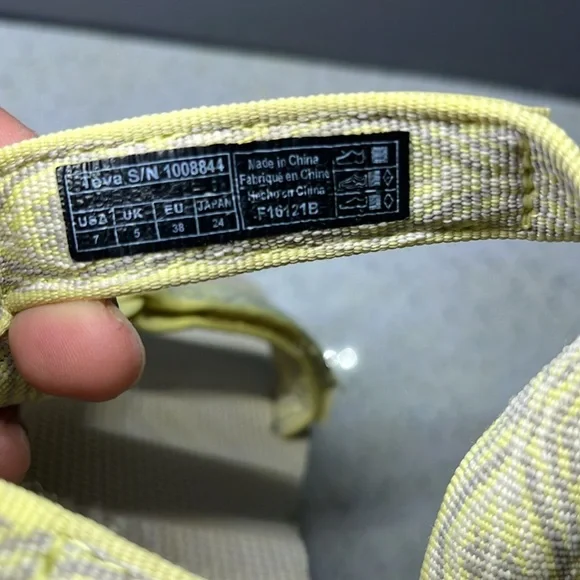 Teva S/N 1008844
USA UK EU JAPAN
7 5 38 24
Made in China
Fabriqué en Chine
Hecho en China
F16121B